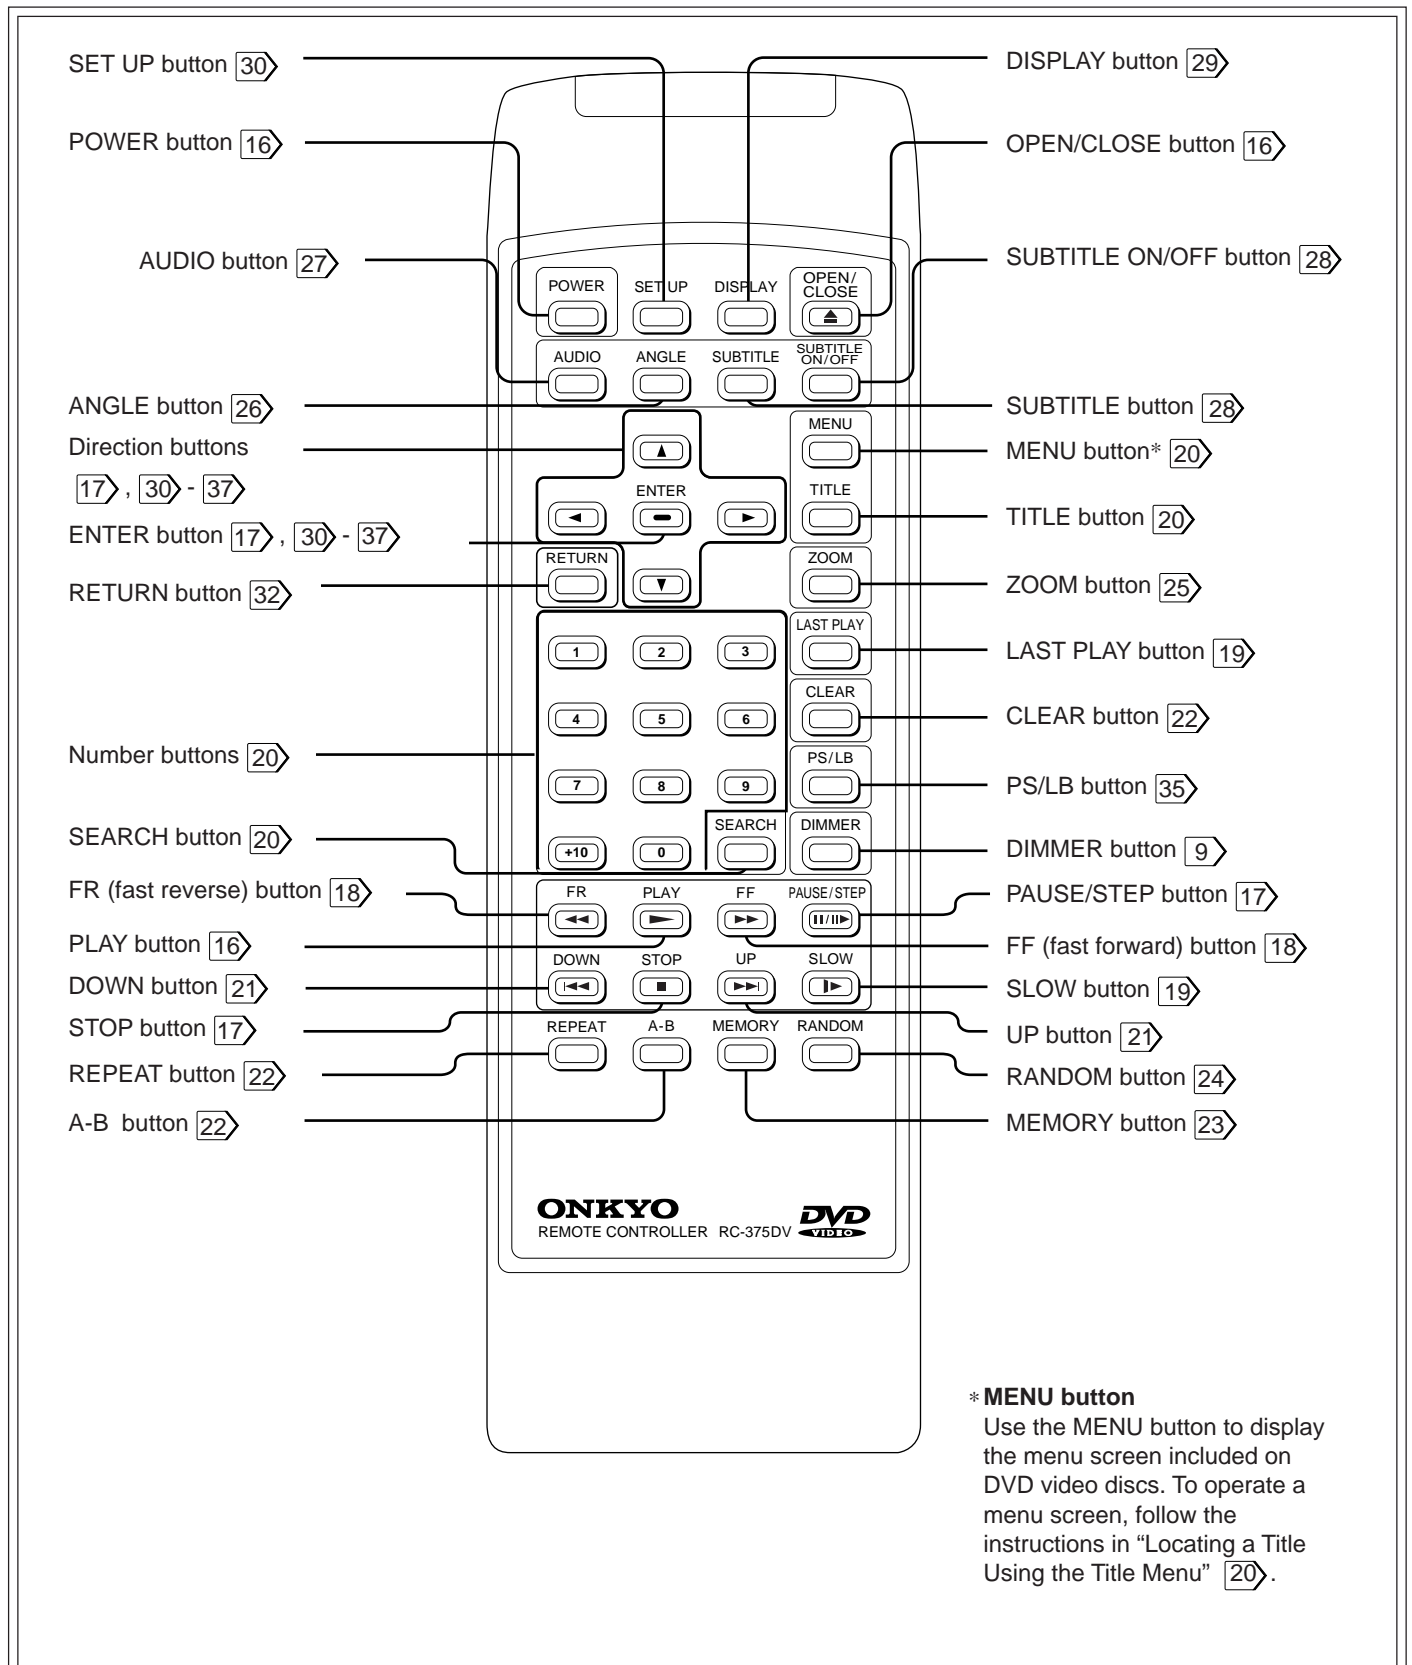 SET UP button 30
POWER button 16
AUDIO button 27
ANGLE button 26
Direction buttons
17 , 30 - 37
ENTER button 17 , 30 - 37
RETURN button 32
Number buttons 20
SEARCH button 20
FR (fast reverse) button 18
PLAY button 16
DOWN button 21
STOP button 17
REPEAT button 22
A-B button 22
POWER SET UP DISPLAY OPEN/
CLOSE
AUDIO ANGLE SUBTITLE SUBTITLE
ON/OFF
MENU
ENTER TITLE
RETURN ZOOM
LAST PLAY
1 2 3
CLEAR
4 5 6
PS/LB
7 8 9
SEARCH DIMMER
+10 0
FR PLAY FF PAUSE/STEP
DOWN STOP UP SLOW
REPEAT A-B MEMORY RANDOM
ONKYO
REMOTE CONTROLLER RC-375DV
DVD
VIDEO
DISPLAY button 29
OPEN/CLOSE button 16
SUBTITLE ON/OFF button 28
SUBTITLE button 28
MENU button* 20
TITLE button 20
ZOOM button 25
LAST PLAY button 19
CLEAR button 22
PS/LB button 35
DIMMER button 9
PAUSE/STEP button 17
FF (fast forward) button 18
SLOW button 19
UP button 21
RANDOM button 24
MEMORY button 23
* MENU button
Use the MENU button to display
the menu screen included on
DVD video discs. To operate a
menu screen, follow the
instructions in “Locating a Title
Using the Title Menu” 20 .